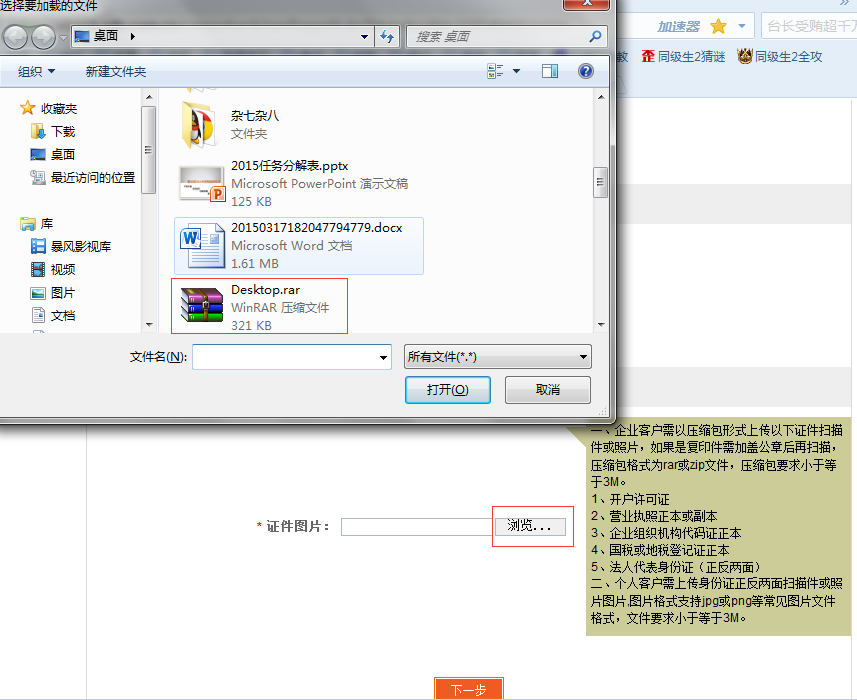 选择要加载的文件
桌面
搜索 桌面
加速器
台长受贿超千万
组织
新建文件夹
教
同级生2猜谜
同级生2全攻
收藏夹
下载
桌面
最近访问的位置
库
暴风影视库
视频
图片
文档
杂七杂八
文件夹
2015任务分解表.pptx
Microsoft PowerPoint 演示文稿
125 KB
20150317182047794779.docx
Microsoft Word 文档
1.61 MB
Desktop.rar
WinRAR 压缩文件
321 KB
文件名(N):
所有文件(*.*)
打开(O)
取消
一、企业客户需以压缩包形式上传以下证件扫描
件或照片，如果是复印件需加盖公章后再扫描，
压缩包格式为rar或zip文件，压缩包要求小于等
于3M。
1、开户许可证
2、营业执照正本或副本
3、企业组织机构代码证正本
4、国税或地税登记证正本
5、法人代表身份证（正反两面）
二、个人客户需上传身份证正反两面扫描件或照
片图片,图片格式支持jpg或png等常见图片文件
格式，文件要求小于等于3M。
* 证件图片：
浏览...
下一步